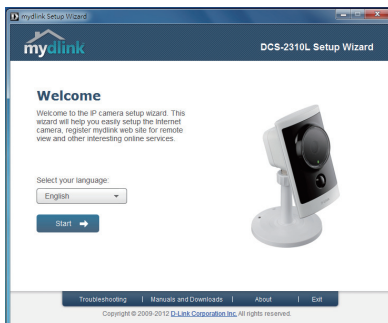 mydlink Setup Wizard
mydlink
DCS-2310L Setup Wizard
Welcome
Welcome to the IP camera setup wizard. This
wizard will help you easily setup the Internet
camera, register mydlink web site for remote
view and other interesting online services.
Select your language:
English
Start
Troubleshooting | Manuals and Downloads | About | Exit
Copyright © 2009-2012 D-Link Corporation Inc. All rights reserved.